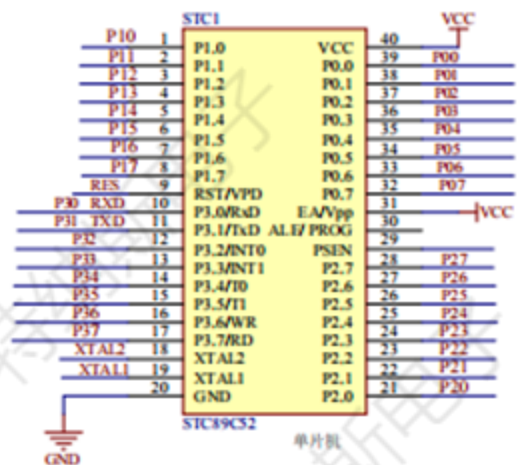 STC1
VCC
P10 1 P1.0 VCC 40
P11 2 P1.1 P0.0 39 P00
P12 3 P1.2 P0.1 38 P01
P13 4 P1.3 P0.2 37 P02
P14 5 P1.4 P0.3 36 P03
P15 6 P1.5 P0.4 35 P04
P16 7 P1.6 P0.5 34 P05
P17 8 P1.7 P0.6 33 P06
RES 9 RST/VPD P0.7 32 P07
P30 RXD 10 P3.0/RxD EA/Vpp 31 VCC
P31 TXD 11 P3.1/TxD ALE/PROG 30
P32 12 P3.2/INT0 PSEN 29
P33 13 P3.3/INT1 P2.7 28 P27
P34 14 P3.4/T0 P2.6 27 P26
P35 15 P3.5/T1 P2.5 26 P25
P36 16 P3.6/WR P2.4 25 P24
P37 17 P3.7/RD P2.3 24 P23
XTAL2 18 XTAL2 P2.2 23 P22
XTAL1 19 XTAL1 P2.1 22 P21
20 GND P2.0 21 P20
STC89C52
单片机
GND
特纳斯电子
斯电子